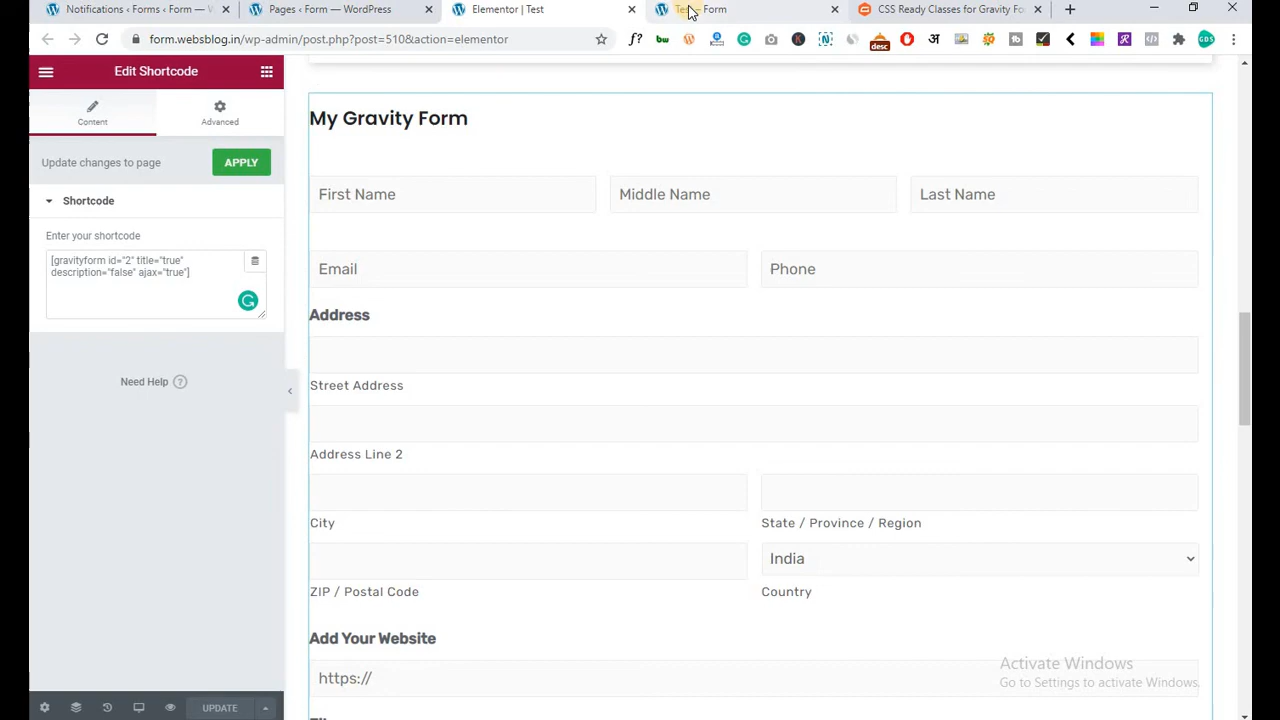 Notifications ‹ Forms ‹ Form — W
Pages ‹ Form — WordPress
Elementor | Test
Form
CSS Ready Classes for Gravity Fo
form.websblog.in/wp-admin/post.php?post=510&action=elementor
Edit Shortcode
Content
Advanced
Update changes to page
APPLY
Shortcode
Enter your shortcode
[gravityform id="2" title="true"
description="false" ajax="true"]
Need Help
UPDATE
My Gravity Form
First Name
Middle Name
Last Name
Email
Phone
Address
Street Address
Address Line 2
City
State / Province / Region
India
ZIP / Postal Code
Country
Add Your Website
https://
Activate Windows
Go to Settings to activate Windows.